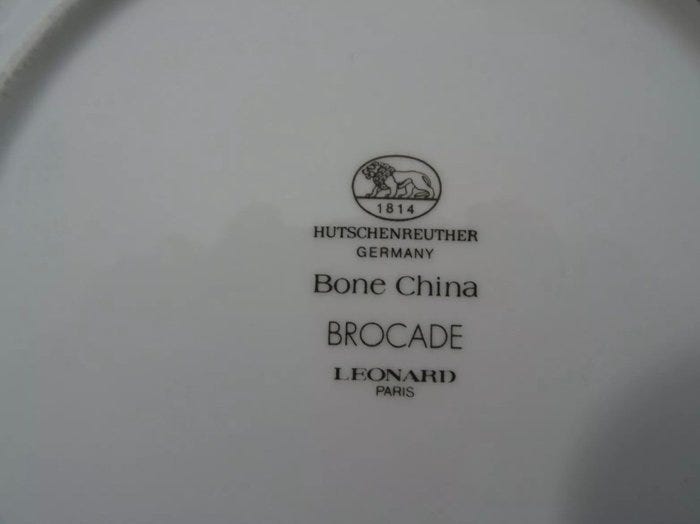 1814
HUTSCHENREUTHER
GERMANY
Bone China
BROCADE
LEONARD
PARIS